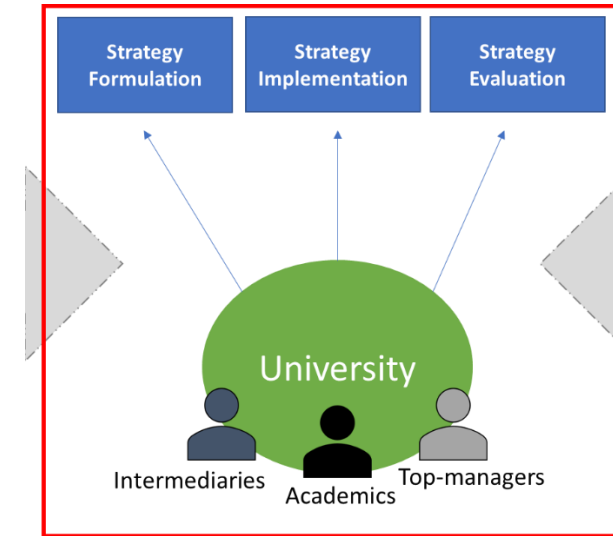 Strategy
Formulation
Strategy
Implementation
Strategy
Evaluation
University
Intermediaries
Academics
Top-managers